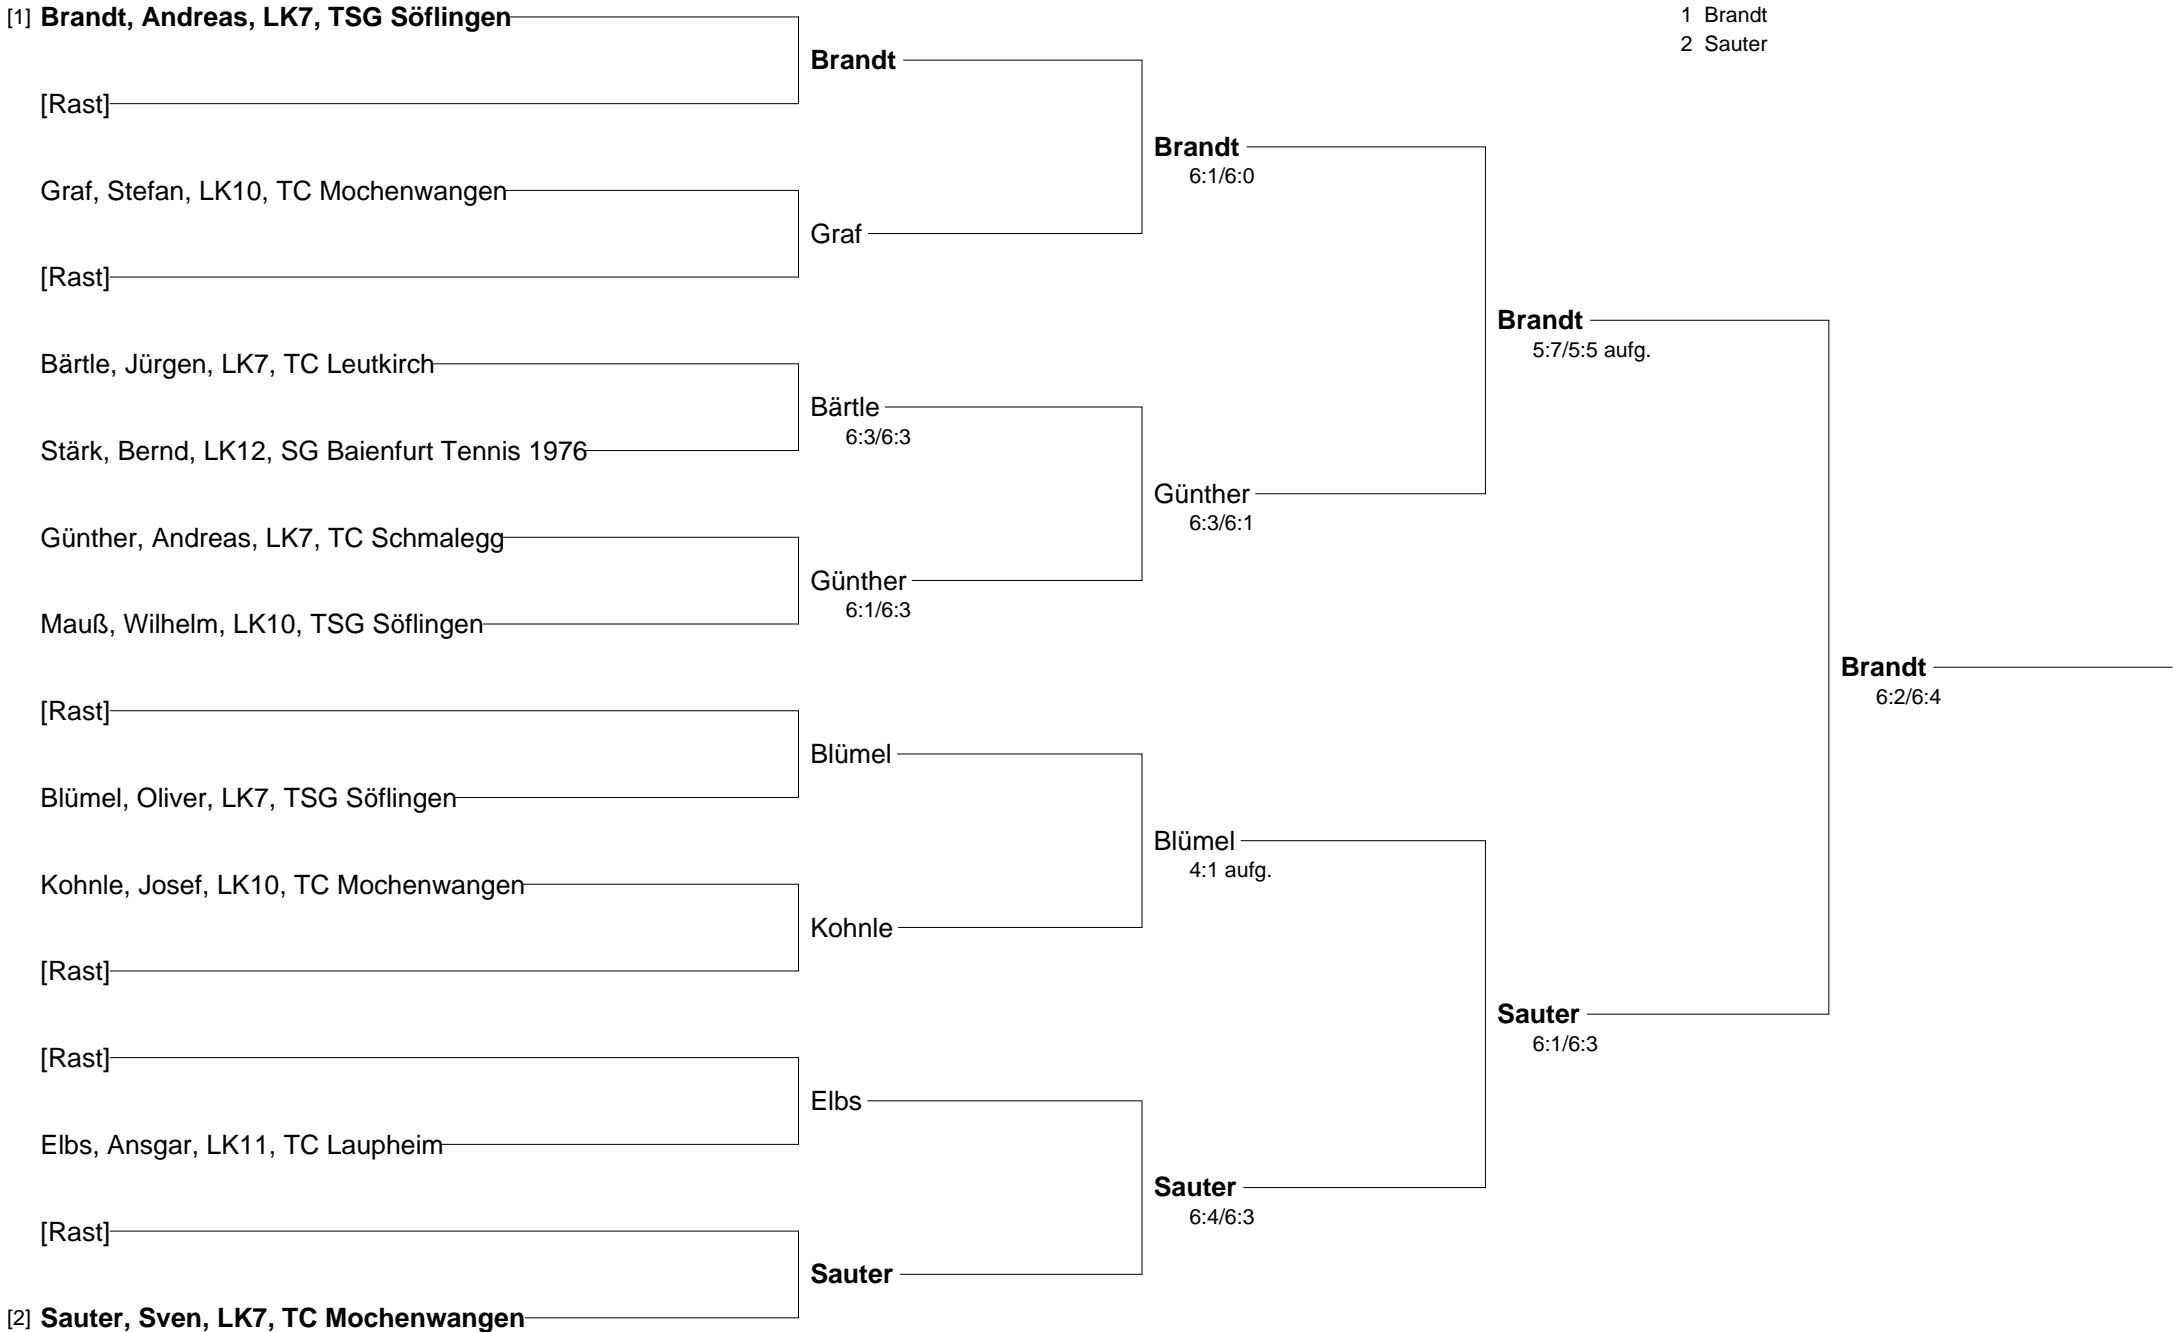 [1] Brandt, Andreas, LK7, TSG Söflingen
[Rast]
Graf, Stefan, LK10, TC Mochenwangen
[Rast]
Bärtle, Jürgen, LK7, TC Leutkirch
Stärk, Bernd, LK12, SG Baienfurt Tennis 1976
Günther, Andreas, LK7, TC Schmalegg
Mauß, Wilhelm, LK10, TSG Söflingen
[Rast]
Blümel, Oliver, LK7, TSG Söflingen
Kohnle, Josef, LK10, TC Mochenwangen
[Rast]
[Rast]
Elbs, Ansgar, LK11, TC Laupheim
[Rast]
[2] Sauter, Sven, LK7, TC Mochenwangen
Brandt
Graf
Bärtle
6:3/6:3
Günther
6:1/6:3
Blümel
Kohnle
Elbs
Sauter
Brandt
6:1/6:0
Günther
6:3/6:1
Blümel
4:1 aufg.
Sauter
6:4/6:3
Brandt
5:7/5:5 aufg.
Sauter
6:1/6:3
Brandt
6:2/6:4
1 Brandt
2 Sauter